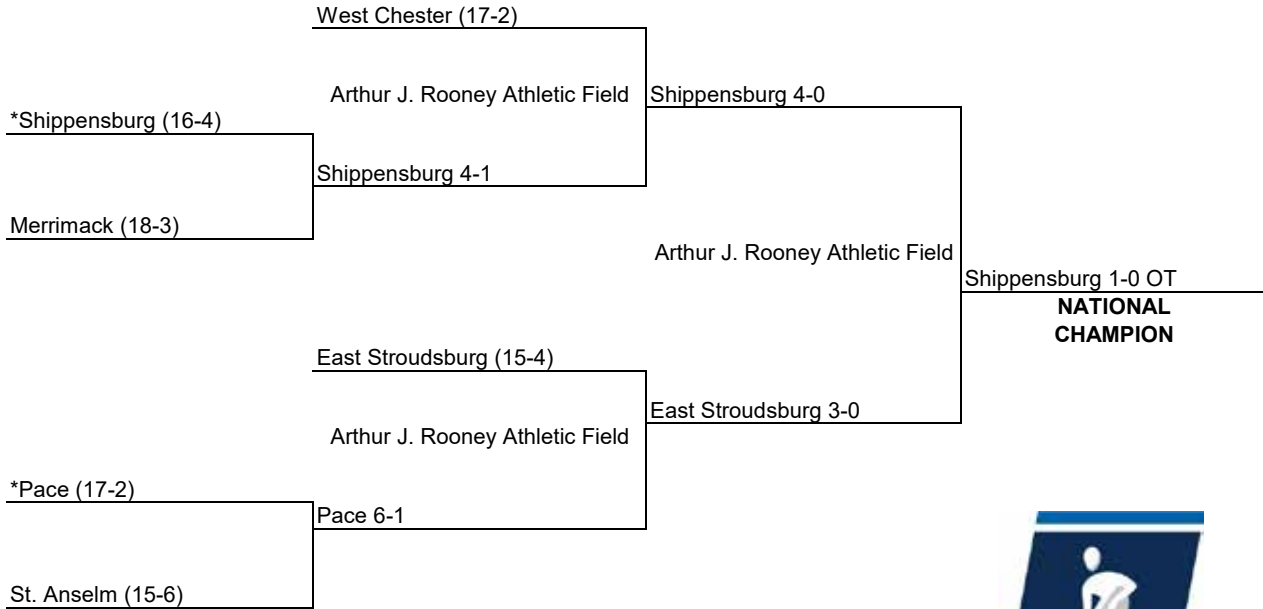 West Chester (17-2)
Arthur J. Rooney Athletic Field
Shippensburg 4-0
*Shippensburg (16-4)
Shippensburg 4-1
Merrimack (18-3)
Arthur J. Rooney Athletic Field
Shippensburg 1-0 OT
NATIONAL
CHAMPION
East Stroudsburg (15-4)
East Stroudsburg 3-0
Arthur J. Rooney Athletic Field
*Pace (17-2)
Pace 6-1
St. Anselm (15-6)